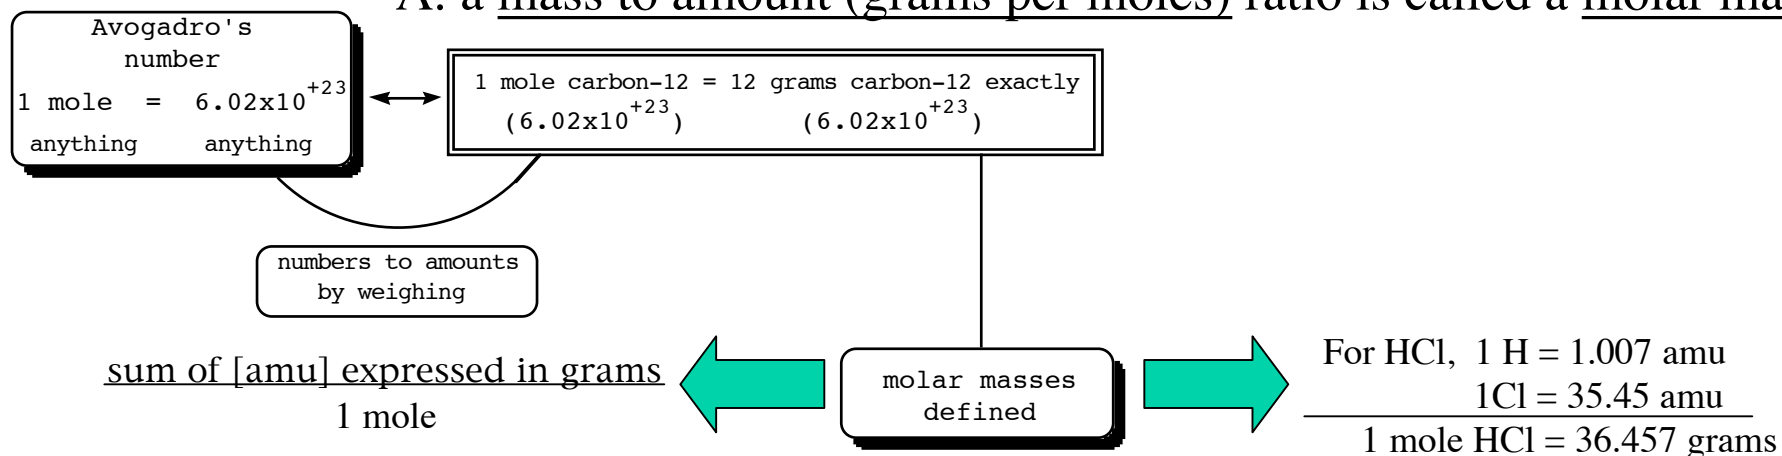 A: a mass to amount (grams per moles) ratio is called a molar
Avogadro's
number
1 mole = 6.02x10^+23
anything anything
1 mole carbon-12 = 12 grams carbon-12 exactly
(6.02x10^+23) (6.02x10^+23)
numbers to amounts
by weighing
sum of [amu] expressed in grams
1 mole
molar masses
defined
For HCl, 1 H = 1.007 amu
1Cl = 35.45 amu
1 mole HCl = 36.457 grams